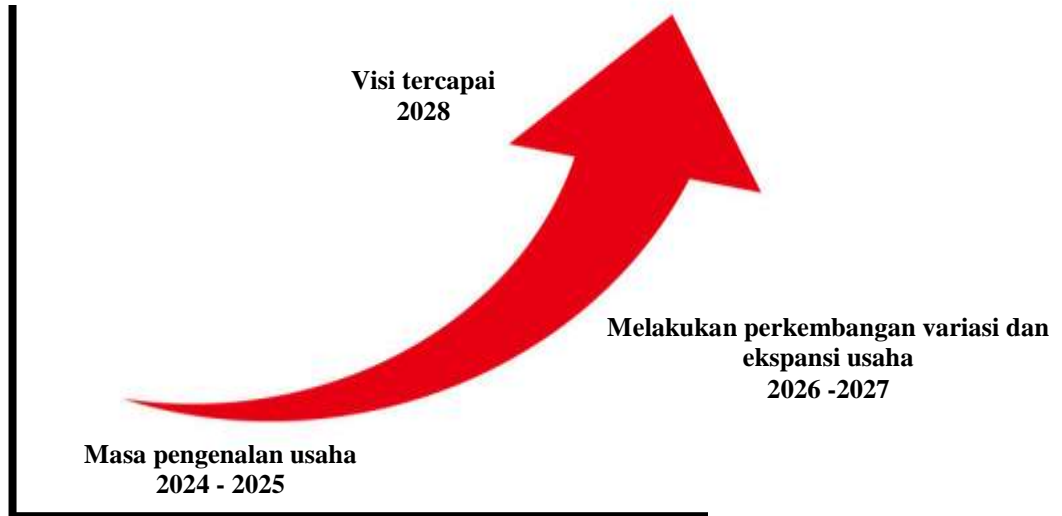 Visi tercapai
2028
Melakukan perkembangan variasi dan
ekspansi usaha
2026 -2027
Masa pengenalan usaha
2024 - 2025